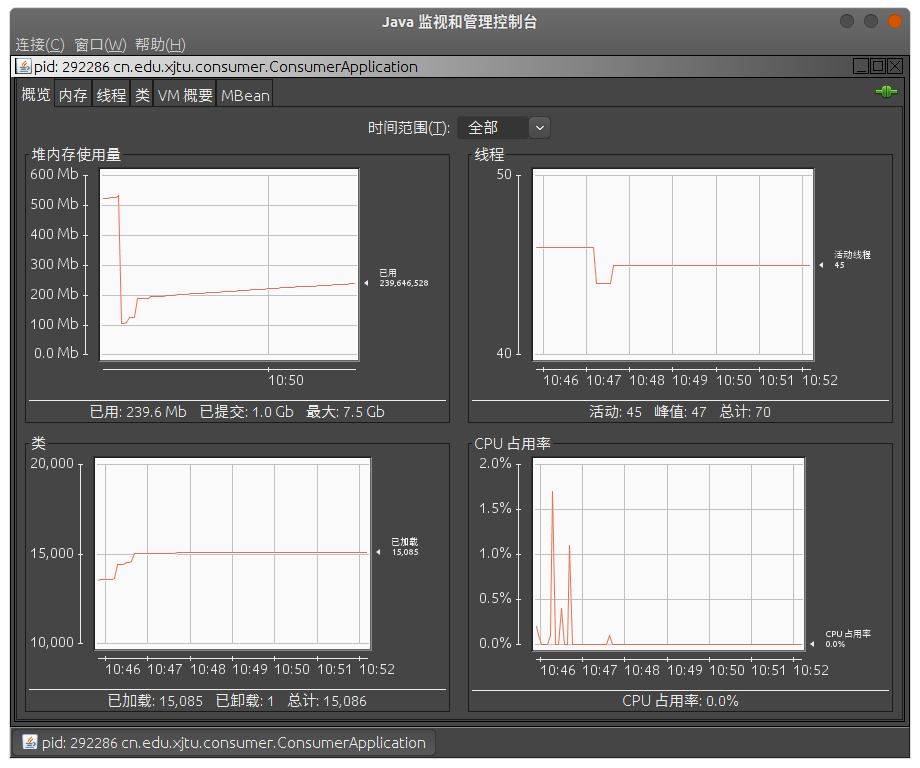 Java 监视和管理控制台
连接(C) 窗口(W) 帮助(H)
pid: 292286 cn.edu.xjtu.consumer.ConsumerApplication
概览 内存 线程 类 VM 概要 MBean
时间范围(T): 全部
堆内存使用量
600 Mb
500 Mb
400 Mb
300 Mb
200 Mb
100 Mb
0.0 Mb
已用
239,646,528
10:50
已用: 239.6 Mb 已提交: 1.0 Gb 最大: 7.5 Gb
线程
50
40
活动线程
45
10:46 10:47 10:48 10:49 10:50 10:51 10:52
活动: 45 峰值: 47 总计: 70
类
20,000
15,000
10,000
已加载
15,085
10:46 10:47 10:48 10:49 10:50 10:51 10:52
已加载: 15,085 已卸载: 1 总计: 15,086
CPU 占用率
2.0%
1.5%
1.0%
0.5%
0.0%
CPU 占用率
0.0%
10:46 10:47 10:48 10:49 10:50 10:51 10:52
CPU 占用率: 0.0%
pid: 292286 cn.edu.xjtu.consumer.ConsumerApplication